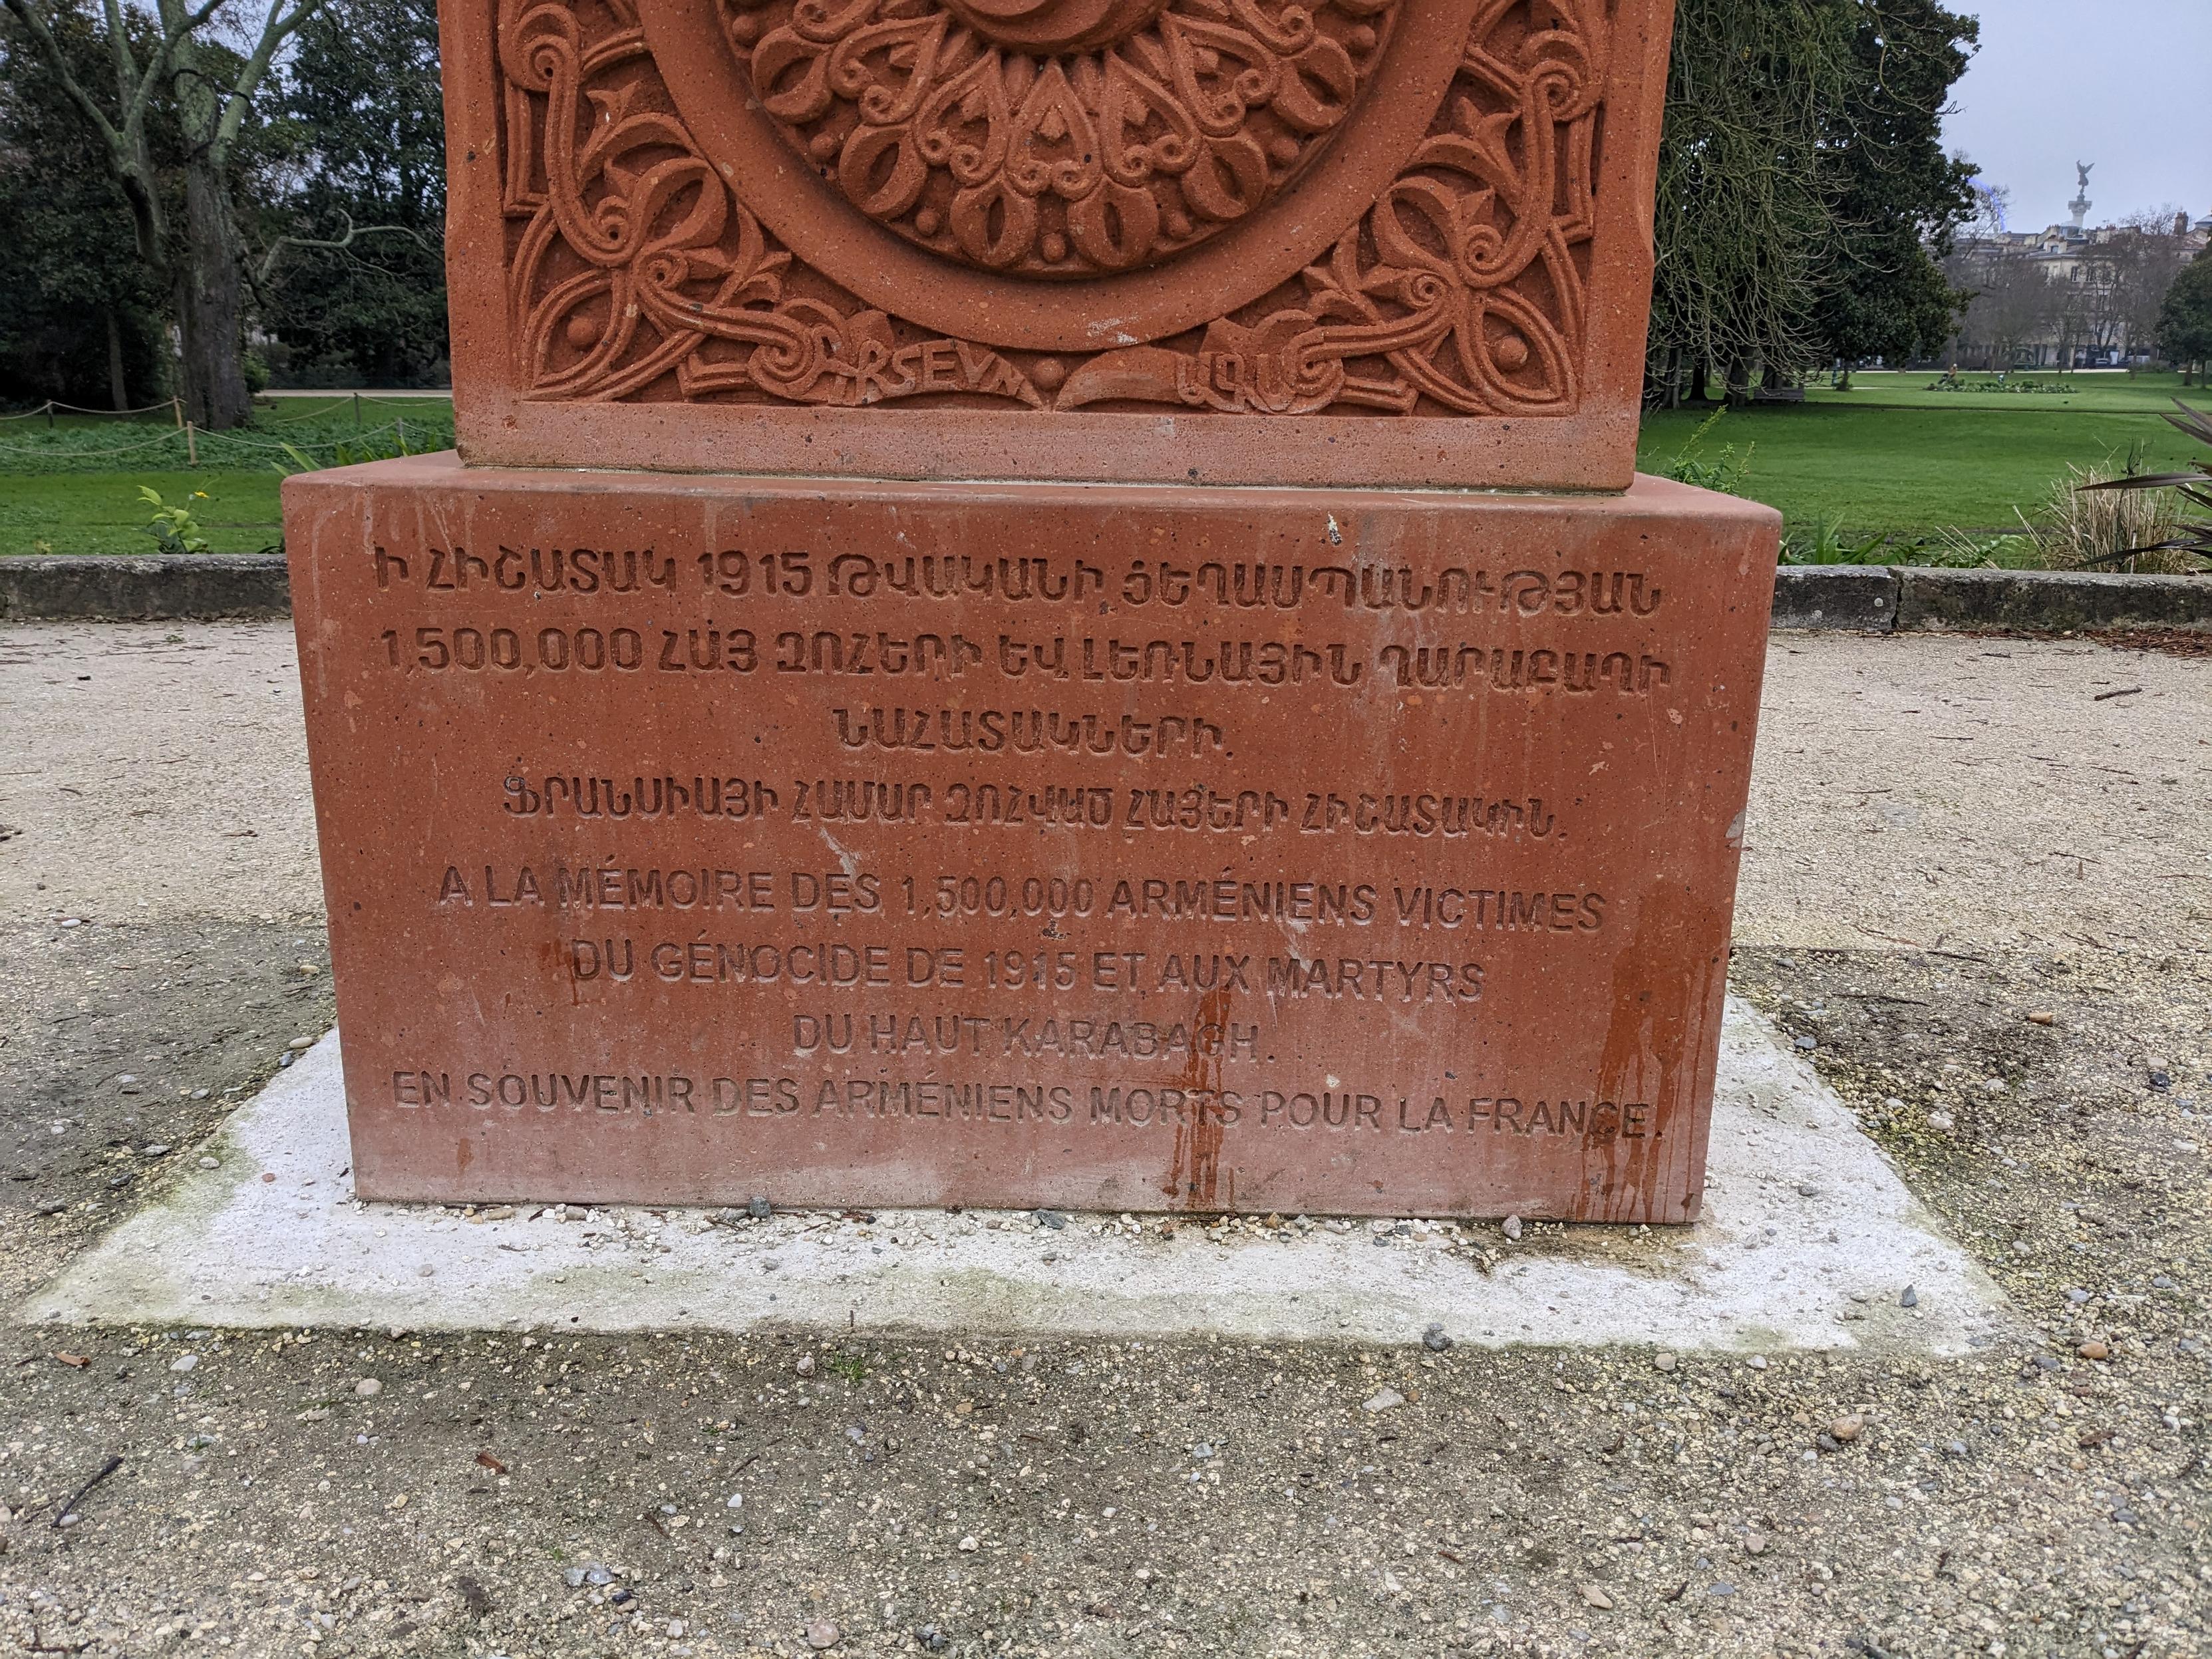 Ի ՀԻՇԱՏԱԿ 1915 ԹՎԱԿԱՆԻ ՑԵՂԱՍՊԱՆՈՒԹՅԱՆ
1,500,000 ՀԱՅ ԶՈՀԵՐԻ ԵՎ ԼԵՌՆԱՅԻՆ ՂԱՐԱԲԱՂԻ
ՆԱՀԱՏԱԿՆԵՐԻ.
ՖՐԱՆՍԻԱՅԻ ՀԱՄԱՐ ԶՈՀՎԱԾ ՀԱՅԵՐԻ ՀԻՇԱՏԱԿԻՆ.
A LA MÉMOIRE DES 1,500,000 ARMÉNIENS VICTIMES
DU GÉNOCIDE DE 1915 ET AUX MARTYRS
DU HAUT KARABAGH.
EN SOUVENIR DES ARMÉNIENS MORTS POUR LA FRANCE.